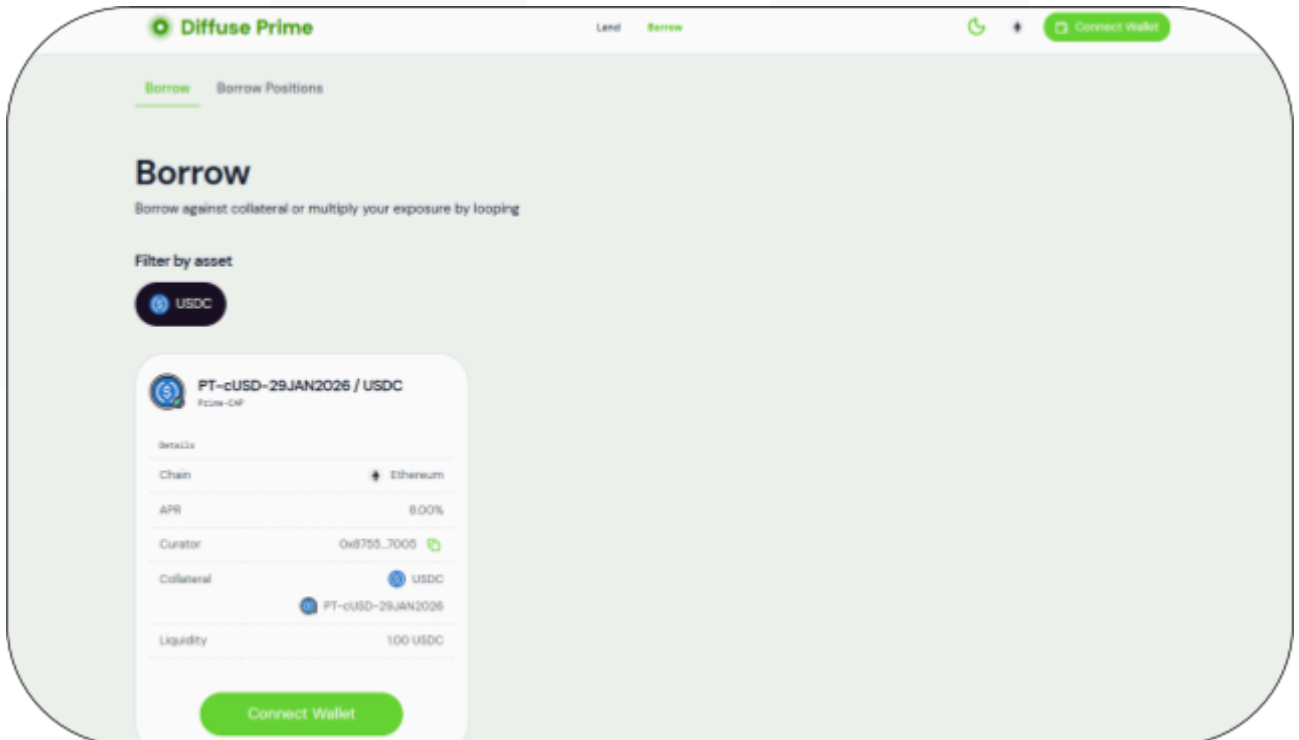 Diffuse Prime
Lend Borrow
Connect Wallet
Borrow Borrow Positions
Borrow
Borrow against collateral or multiply your exposure by looping
Filter by asset
USDC
PT-cUSD-29JAN2026 / USDC
Prime-CAP
Details
Chain Ethereum
APR 8.00%
Curator 0x8755...7005
Collateral USDC
PT-cUSD-29JAN2026
Liquidity 1.00 USDC
Connect Wallet